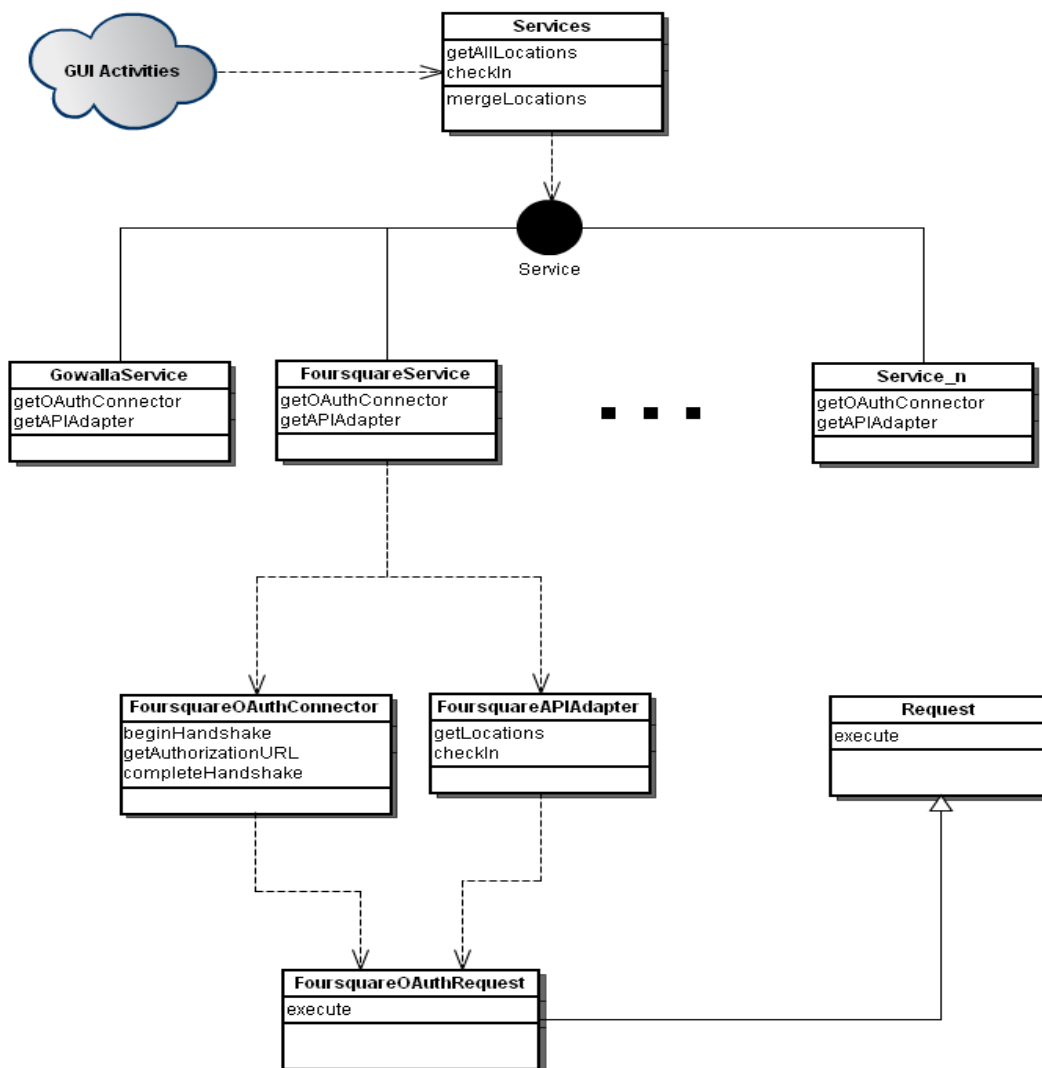 Services
getAllLocations
checkIn
mergeLocations
GUI Activities
Service
GowallaService
getOAuthConnector
getAPIAdapter
FoursquareService
getOAuthConnector
getAPIAdapter
Service_n
getOAuthConnector
getAPIAdapter
FoursquareOAuthConnector
beginHandshake
getAuthorizationURL
completeHandshake
FoursquareAPIAdapter
getLocations
checkIn
Request
execute
FoursquareOAuthRequest
execute